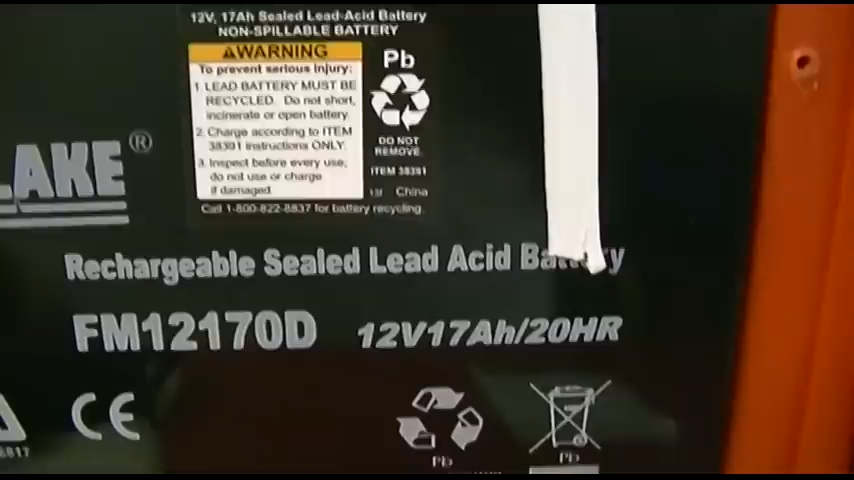 12V, 17Ah Sealed Lead-Acid Battery
NON-SPILLABLE BATTERY
WARNING
To prevent serious injury:
1. LEAD BATTERY MUST BE
RECYCLED. Do not short,
incinerate or open battery.
2. Charge according to ITEM
38391 instructions ONLY.
3. Inspect before every use;
do not use or charge
if damaged.
Pb
DO NOT
REMOVE.
ITEM 38391
China
Call 1-800-822-8837 for battery recycling.
LAKE®
Rechargeable Sealed Lead Acid
FM12170D 12V17Ah/20HR
CE
Pb
Pb